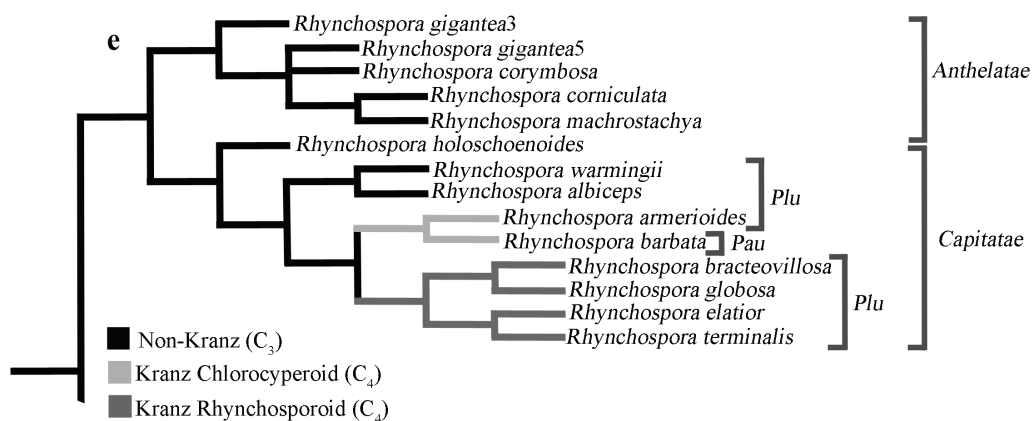 e
Rhynchospora gigantea3
Rhynchospora gigantea5
Rhynchospora corymbosa
Rhynchospora corniculata
Rhynchospora machrostachya
Anthelatae
Rhynchospora holoschoenoides
Rhynchospora warmingii
Rhynchospora albiceps
Plu
Rhynchospora armerioides
Rhynchospora barbata
Pau
Capitatae
Rhynchospora bracteovillosa
Rhynchospora globosa
Rhynchospora elatior
Rhynchospora terminalis
Plu
Non-Kranz (C3)
Kranz Chlorocyperoid (C4)
Kranz Rhynchosporoid (C4)